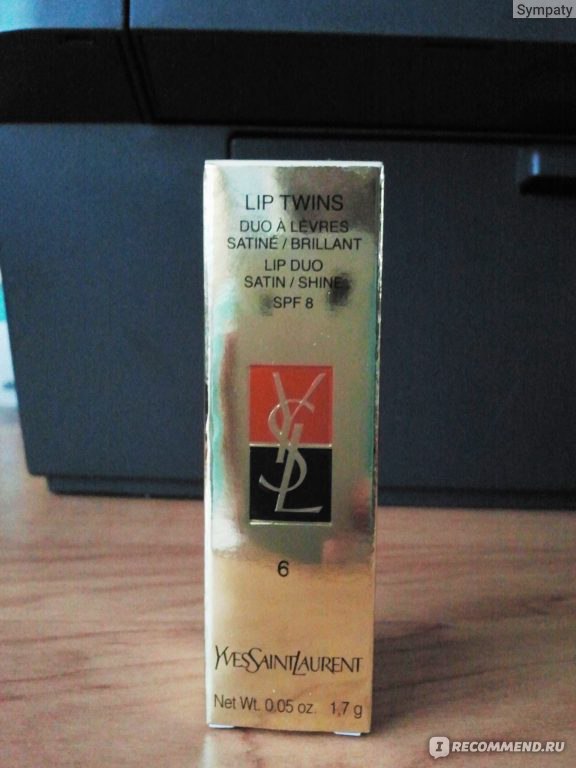 Sympaty
LIP TWINS
DUO À LÈVRES
SATINÉ / BRILLANT
LIP DUO
SATIN / SHINE
SPF 8
YSL
6
YVESSAINTLAURENT
Net Wt. 0.05 oz. 1,7 g
IRECOMMEND.RU